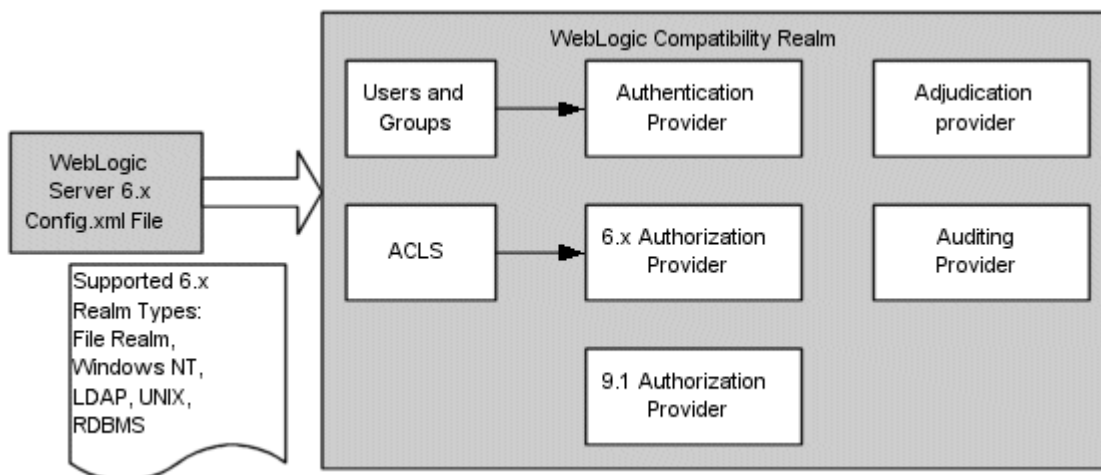 WebLogic Compatibility Realm
WebLogic
Server 6.x
Config.xml File
Supported 6.x
Realm Types:
File Realm,
Windows NT,
LDAP, UNIX,
RDBMS
Users and
Groups
Authentication
Provider
Adjudication
provider
ACLS
6.x Authorization
Provider
Auditing
Provider
9.1 Authorization
Provider